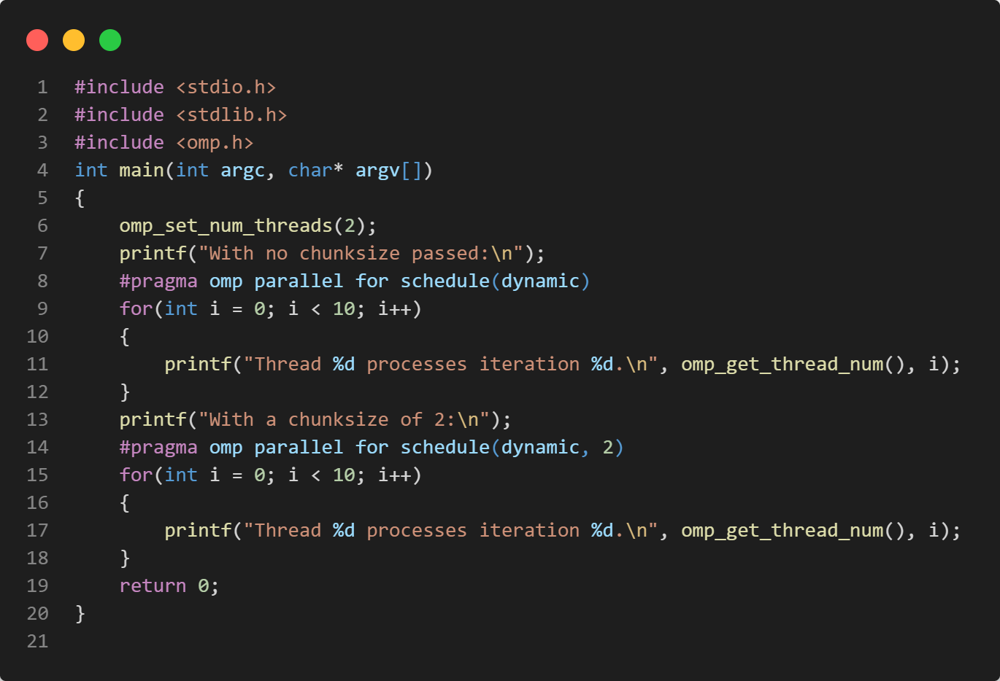 1 #include <stdio.h>
2 #include <stdlib.h>
3 #include <omp.h>
4 int main(int argc, char* argv[])
5 {
6     omp_set_num_threads(2);
7     printf("With no chunksize passed:\n");
8     #pragma omp parallel for schedule(dynamic)
9     for(int i = 0; i < 10; i++)
10     {
11         printf("Thread %d processes iteration %d.\n", omp_get_thread_num(), i);
12     }
13     printf("With a chunksize of 2:\n");
14     #pragma omp parallel for schedule(dynamic, 2)
15     for(int i = 0; i < 10; i++)
16     {
17         printf("Thread %d processes iteration %d.\n", omp_get_thread_num(), i);
18     }
19     return 0;
20 }
21